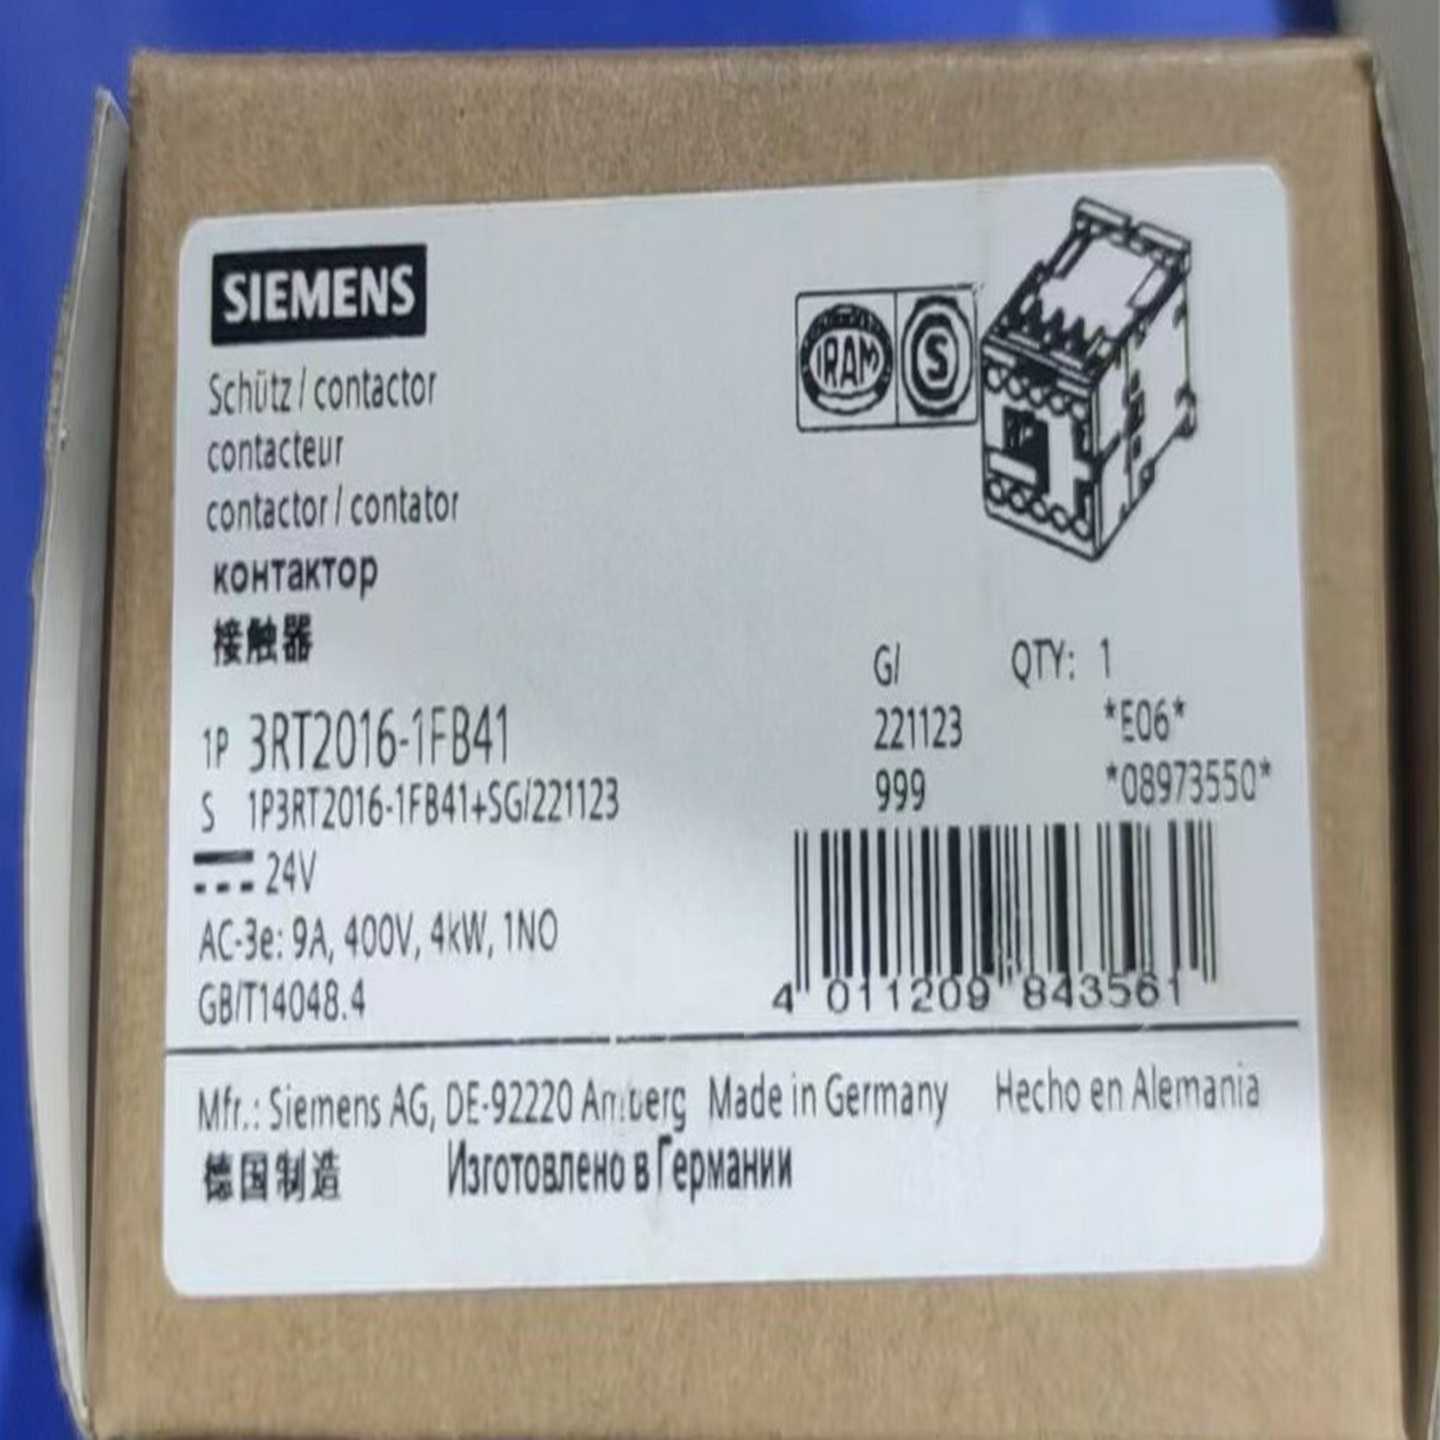 SIEMENS
Schütz / contactor
contacteur
contactor / contator
контактор
接触器
IRAM S
G/ QTY: 1
1P 3RT2016-1FB41
221123 *E06*
S 1P3RT2016-1FB41+SG/221123
999 *08973550*
24V
AC-3e: 9A, 400V, 4kW, 1NO
GB/T14048.4
4 011209 843561
Mfr.: Siemens AG, DE-92220 Amberg Made in Germany Hecho en Alemania
德国制造 Изготовлено в Германии